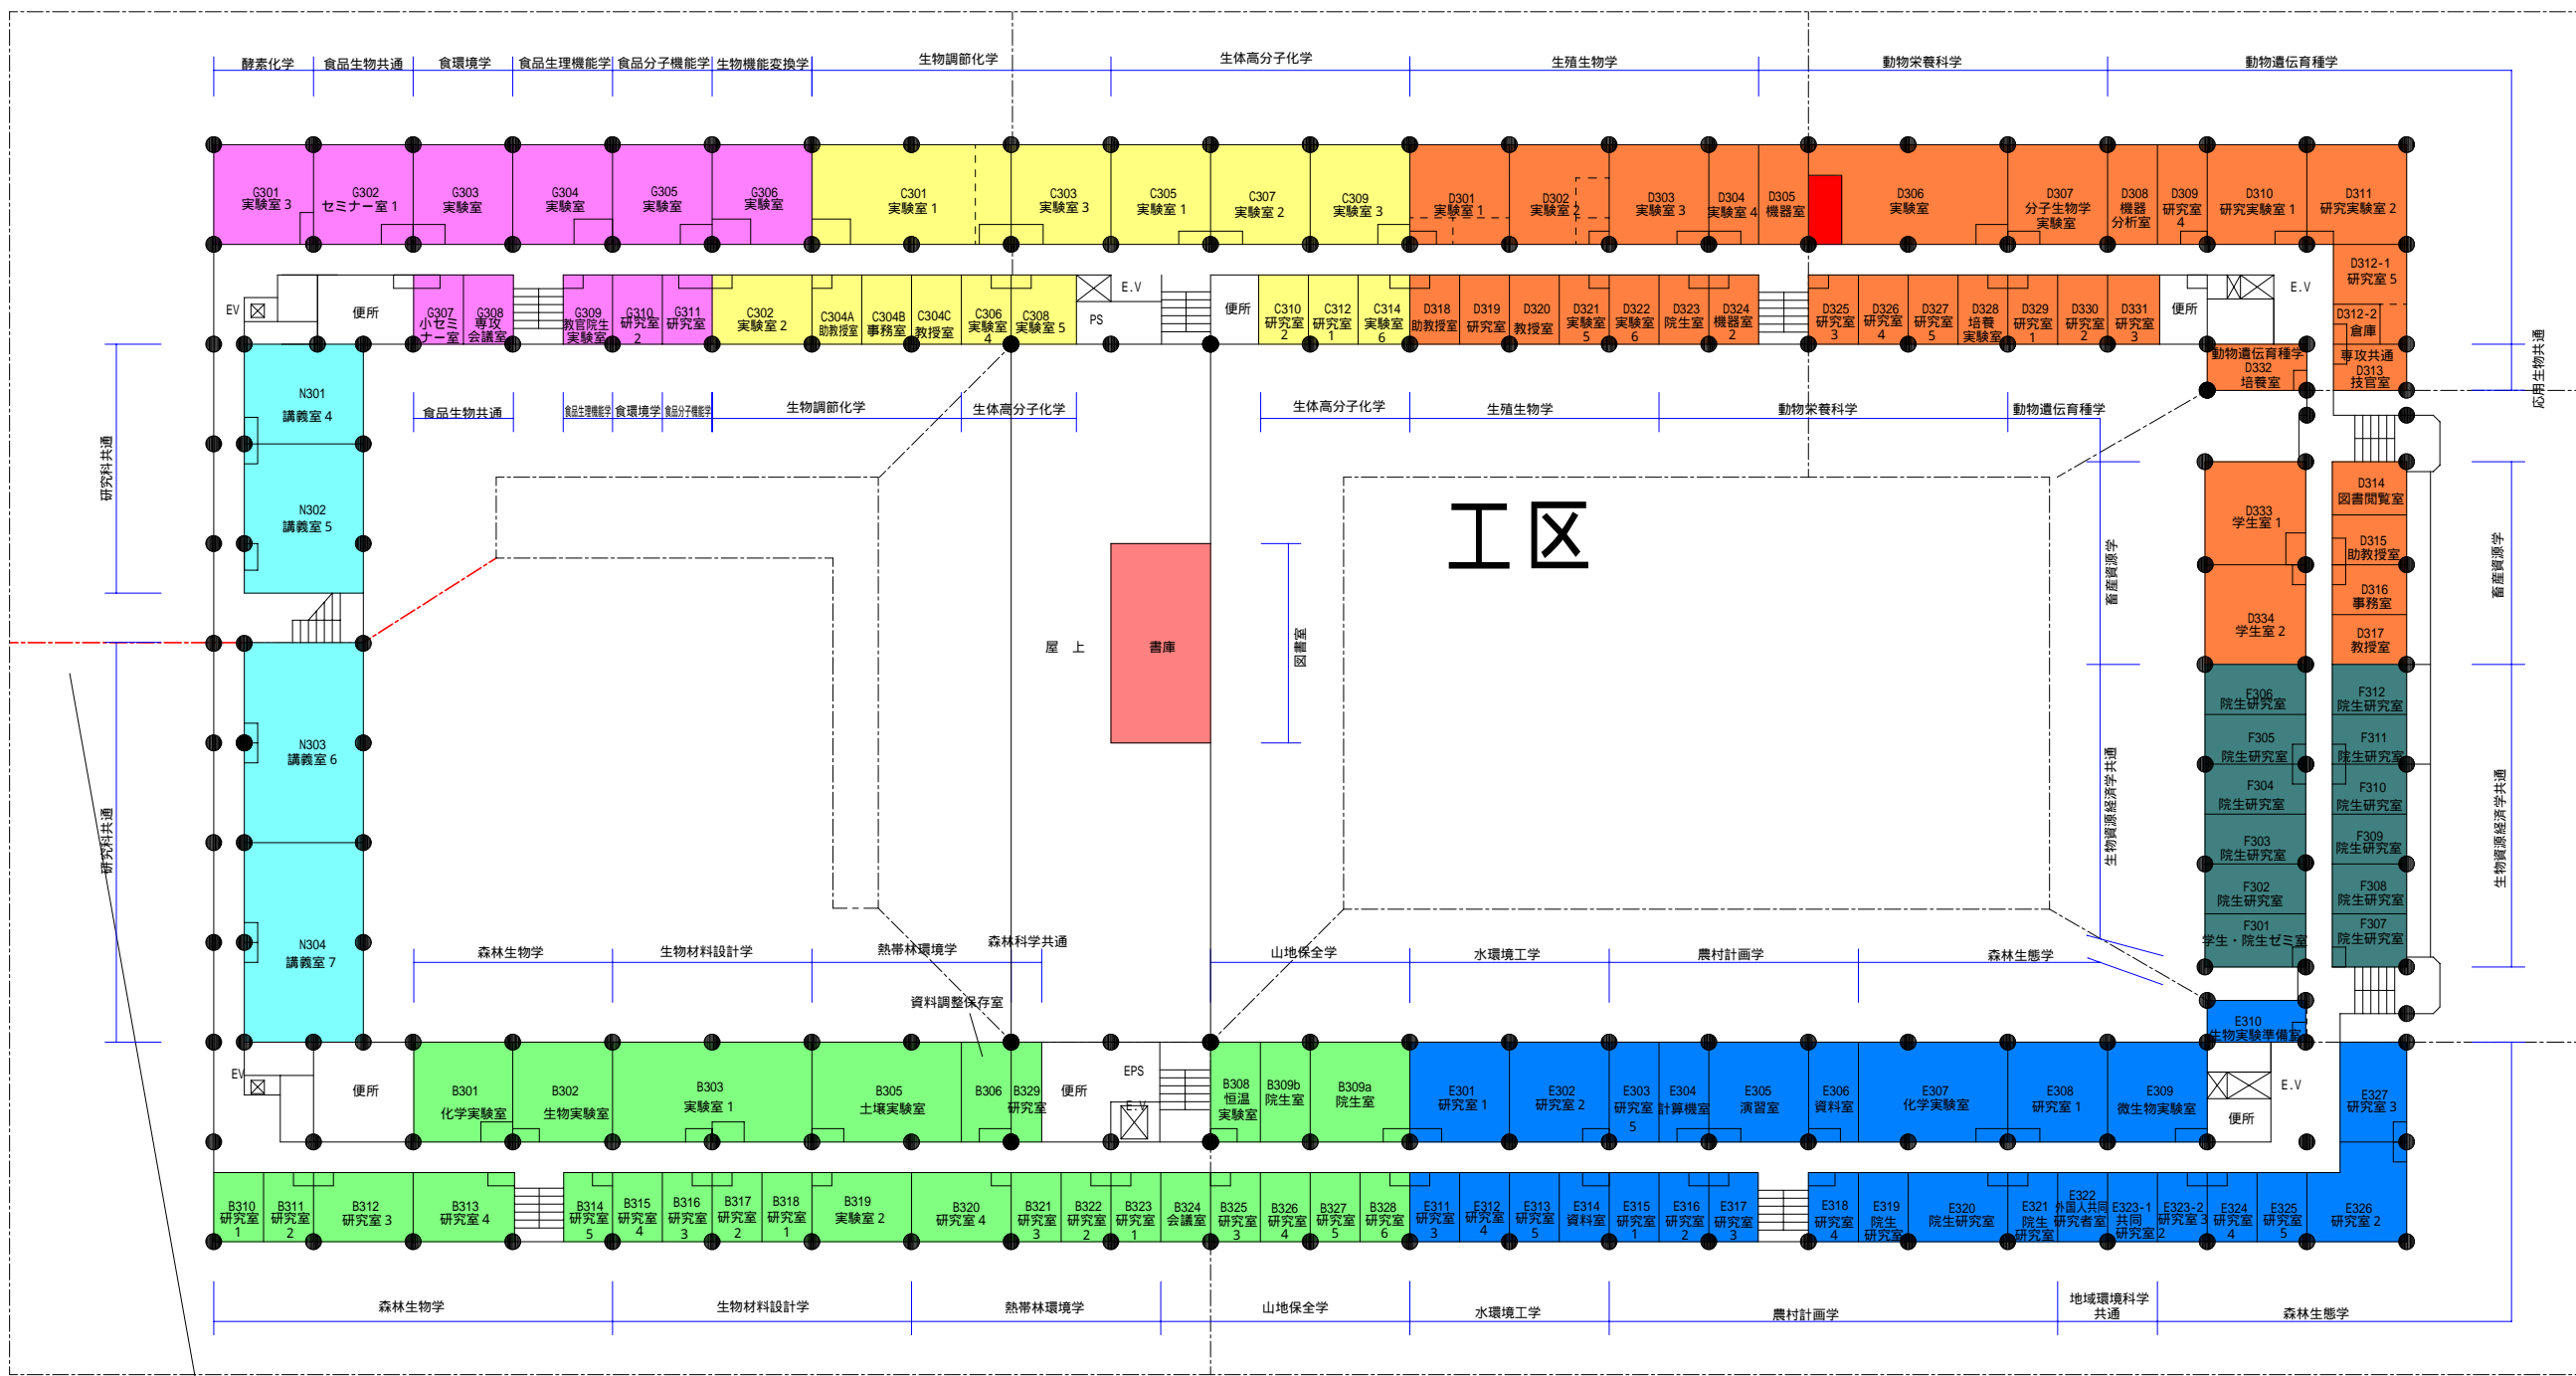 酵素化学
食品生物共通
食環境学
食品生理機能学
食品分子機能学
生物機能変換学
生物調節化学
生体高分子化学
生殖生物学
動物栄養科学
動物遺伝育種学
G301
実験室 3
G302
セミナー室 1
G303
実験室
G304
実験室
G305
実験室
G306
実験室
C301
実験室 1
C303
実験室 3
C305
実験室 1
C307
実験室 2
C309
実験室 3
D301
実験室 1
D302
実験室 2
D303
実験室 3
D304
実験室 4
D305
機器室
D306
実験室
D307
分子生物学
実験室
D308
機器
分析室
D309
研究室
4
D310
研究実験室 1
D311
研究実験室 2
EV
便所
G307
小セミ
ナー室
G308
専攻
会議室
G309
教官院生
実験室
G310
研究室
2
G311
研究室
C302
実験室 2
C304A
助教授室
C304B
事務室
C304C
教授室
C306
実験室
4
C308
実験室 5
E.V
PS
便所
C310
研究室
2
C312
研究室
1
C314
実験室
6
D318
助教授室
D319
研究室
D320
教授室
D321
実験室
5
D322
実験室
6
D323
院生室
D324
機器室
2
D325
研究室
3
D326
研究室
4
D327
研究室
5
D328
培養
実験室
D329
研究室
1
D330
研究室
2
D331
研究室
3
便所
E.V
D312-1
研究室 5
D312-2
倉庫
動物遺伝育種学
D332
培養室
専攻共通
D313
技官室
応用生物共通
食品生物共通
食品生理機能学
食環境学
食品分子機能学
生物調節化学
生体高分子化学
生体高分子化学
生殖生物学
動物栄養科学
動物遺伝育種学
研究科共通
N301
講義室 4
N302
講義室 5
工区
畜産資源学
D333
学生室 1
D334
学生室 2
D314
図書閲覧室
D315
助教授室
D316
事務室
D317
教授室
畜産資源学
屋 上
書庫
図書室
研究科共通
N303
講義室 6
N304
講義室 7
生物資源経済学共通
F306
院生研究室
F305
院生研究室
F304
院生研究室
F303
院生研究室
F302
院生研究室
F301
学生・院生ゼミ室
F312
院生研究室
F311
院生研究室
F310
院生研究室
F309
院生研究室
F308
院生研究室
F307
院生研究室
生物資源経済学共通
森林生物学
生物材料設計学
熱帯林環境学
森林科学共通
山地保全学
水環境工学
農村計画学
森林生態学
資料調整保存室
E310
生物実験準備室
EV
便所
B301
化学実験室
B302
生物実験室
B303
実験室 1
B305
土壌実験室
B306
B329
研究室
便所
EPS
E.V
B308
恒温
実験室
B309b
院生室
B309a
院生室
E301
研究室 1
E302
研究室 2
E303
研究室
5
E304
計算機室
E305
演習室
E306
資料室
E307
化学実験室
E308
研究室 1
E309
微生物実験室
E.V
便所
E327
研究室 3
B310
研究室
1
B311
研究室
2
B312
研究室 3
B313
研究室 4
B314
研究室
5
B315
研究室
4
B316
研究室
3
B317
研究室
2
B318
研究室
1
B319
実験室 2
B320
研究室 4
B321
研究室
3
B322
研究室
2
B323
研究室
1
B324
会議室
B325
研究室
3
B326
研究室
4
B327
研究室
5
B328
研究室
6
E311
研究室
3
E312
研究室
4
E313
研究室
5
E314
資料室
E315
研究室
1
E316
研究室
2
E317
研究室
3
E318
研究室
4
E319
院生
研究室
E320
院生研究室
E321
院生
研究室
E322
外国人共同
研究者室
E323-1
共同
研究室
2
E323-2
研究室 3
E324
研究室
4
E325
研究室
5
E326
研究室 2
森林生物学
生物材料設計学
熱帯林環境学
山地保全学
水環境工学
農村計画学
地域環境科学
共通
森林生態学